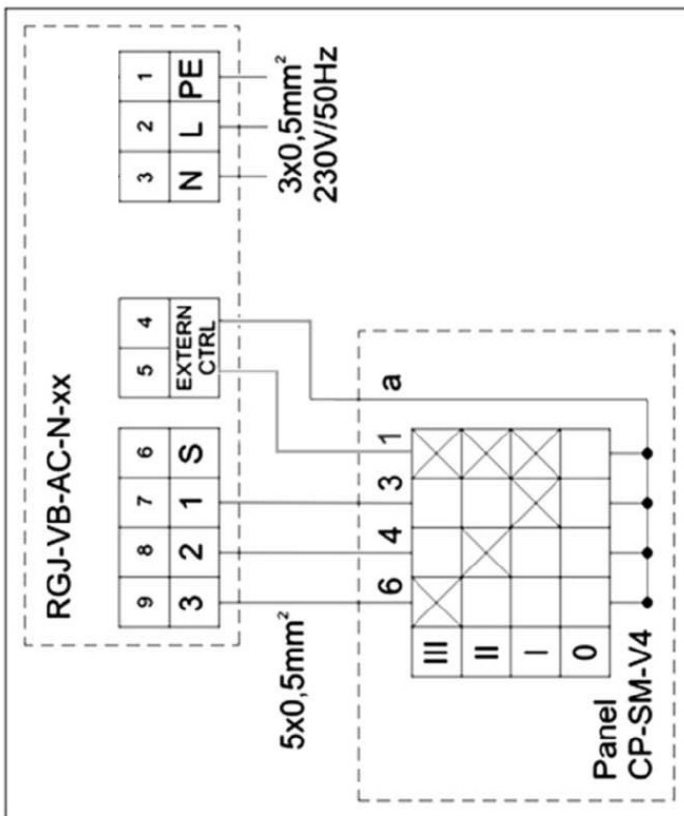 RGJ-VB-AC-N-xx
9 8 7 6 5 4 3 2 1
3 2 1 S EXTERN CTRL N L PE
5x0,5mm²
3x0,5mm²
230V/50Hz
6 4 3 1 a
III
II
I
0
Panel
CP-SM-V4